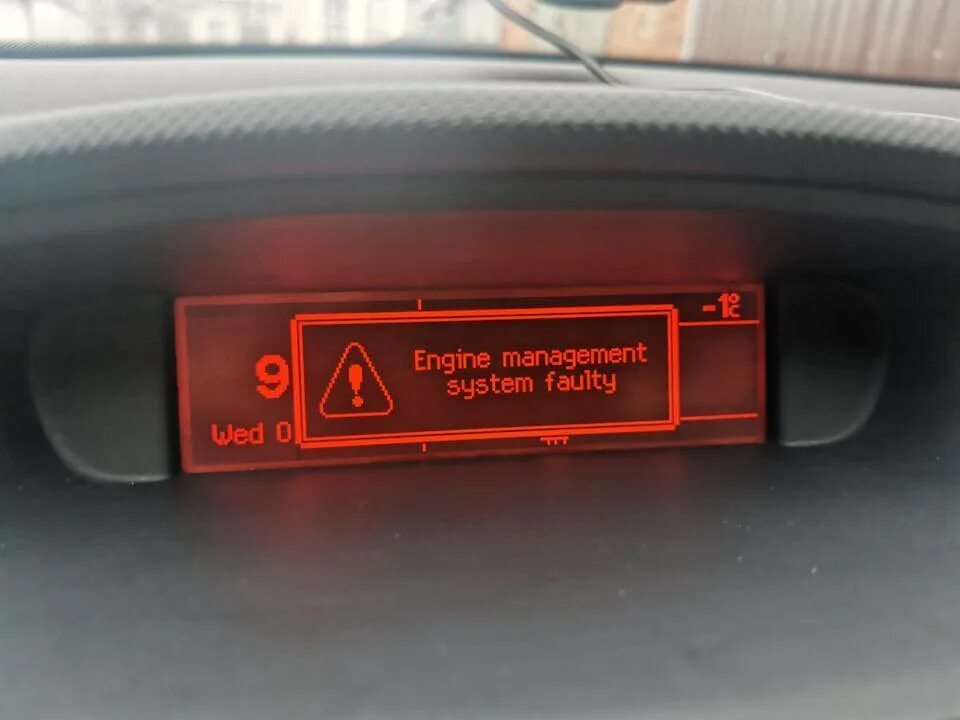 -1°C
9
Engine management
system faulty
Wed 0